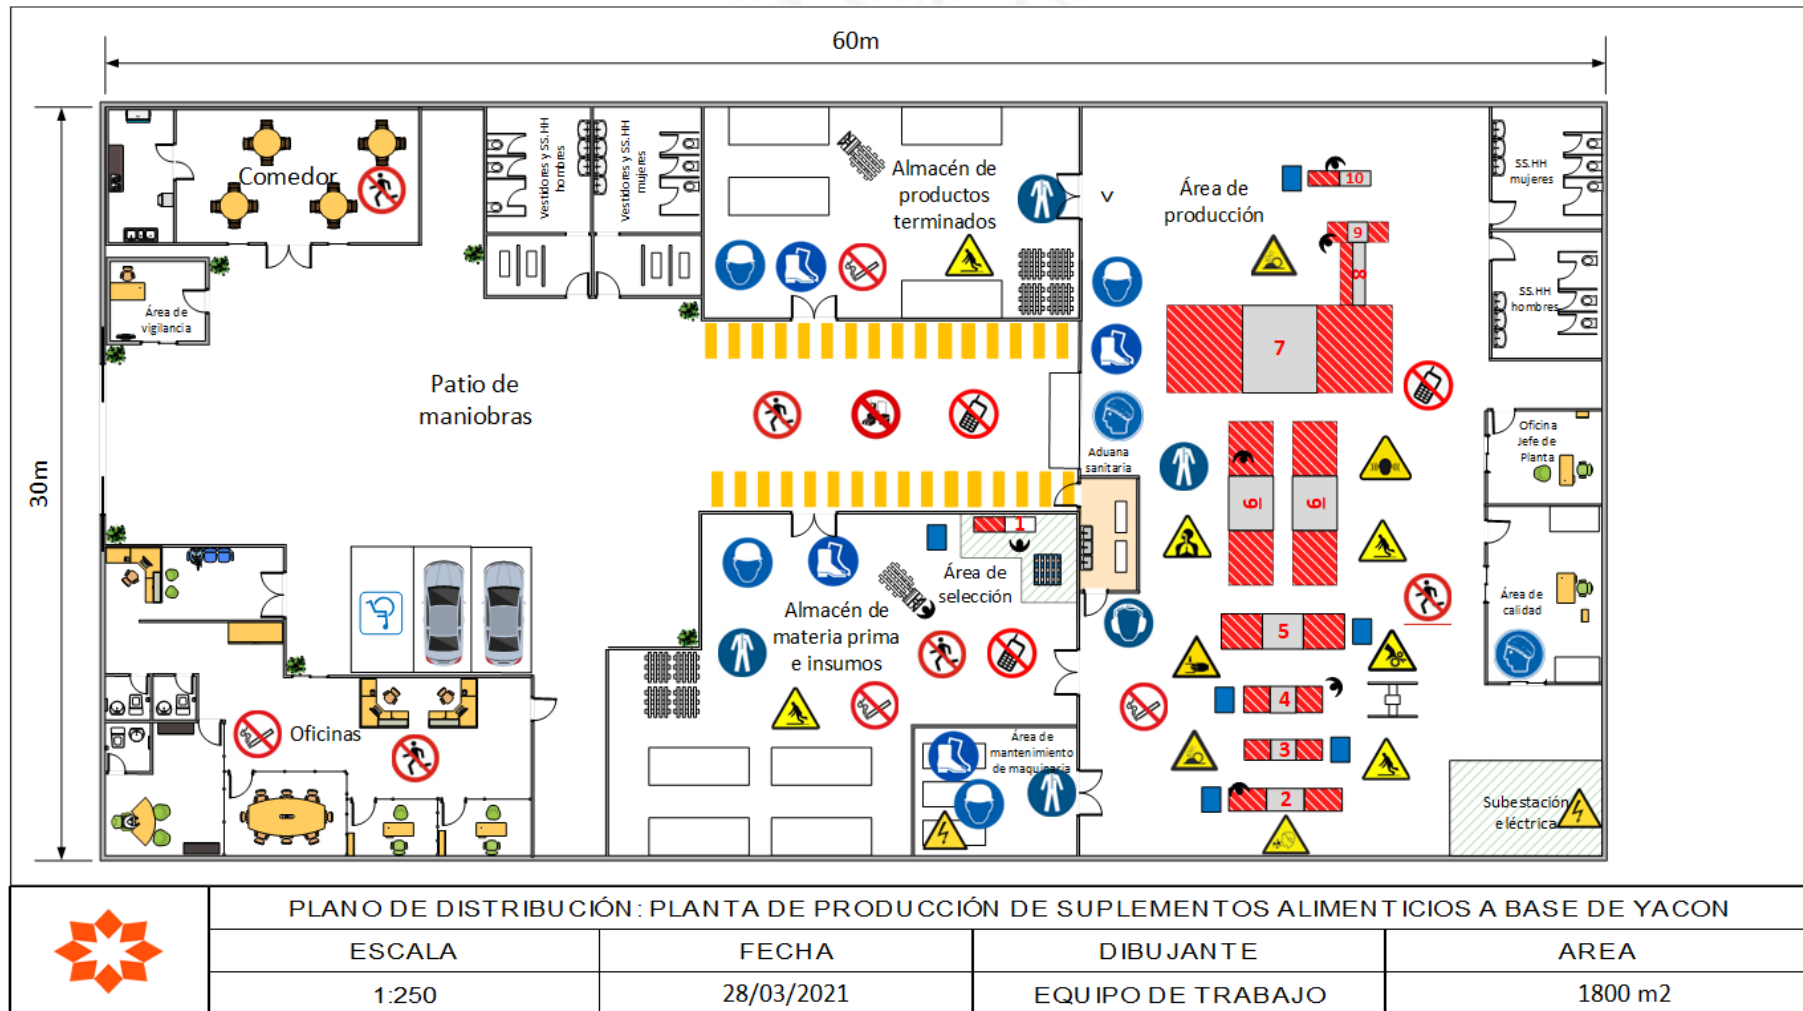 60m
30m
Comedor
Vestidores y SS.HH
hombres
Vestidores y SS.HH
mujeres
Almacén de
productos
terminados
Área de
producción
SS.HH
mujeres
SS.HH
hombres
Área de
vigilancia
Patio de
maniobras
Aduana
sanitaria
Oficina
Jefe de
Planta
Área de
calidad
Área de
selección
Almacén de
materia prima
e insumos
Área de
mantenimiento
de maquinaria
Oficinas
Subestación
eléctrica
1
2
3
4
5
6
6
7
8
9
10
V
PLANO DE DISTRIBUCIÓN: PLANTA DE PRODUCCIÓN DE SUPLEMENTOS ALIMENTICIOS A BASE DE YACON
ESCALA
FECHA
DIBUJANTE
AREA
1:250
28/03/2021
EQUIPO DE TRABAJO
1800 m2